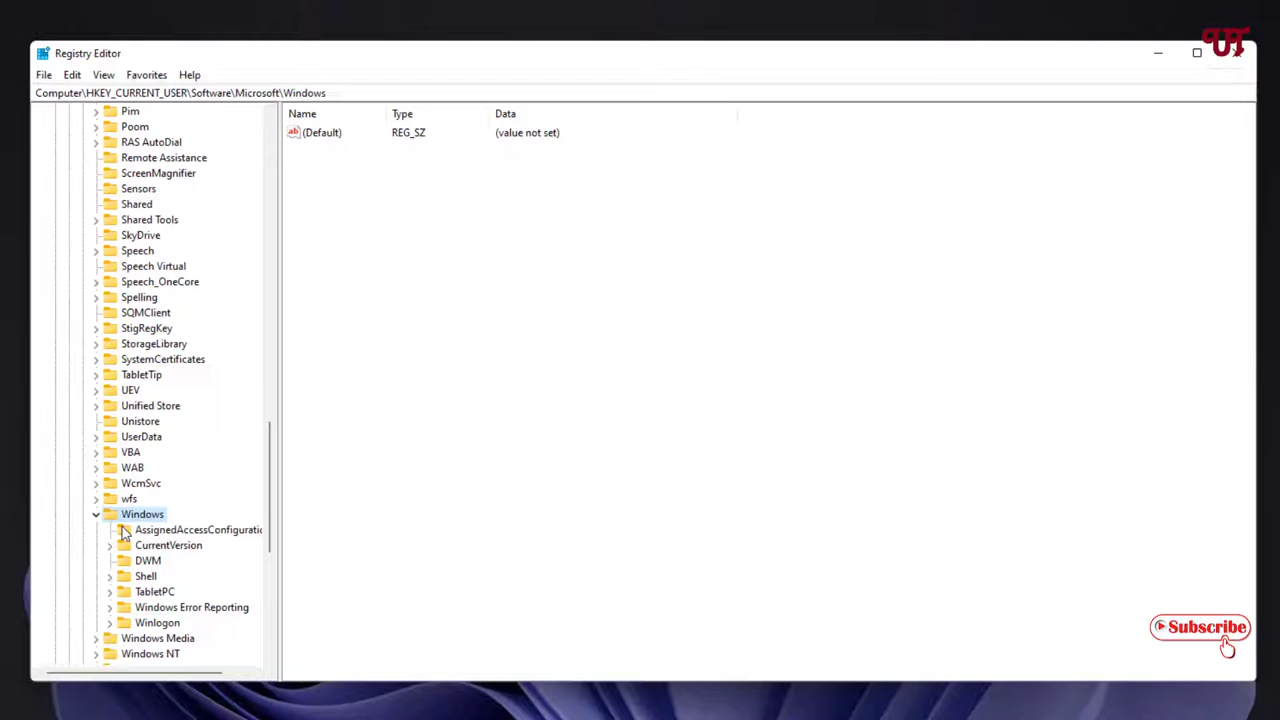 UT
Registry Editor
File Edit View Favorites Help
Computer\HKEY_CURRENT_USER\Software\Microsoft\Windows
Name Type Data
(Default) REG_SZ (value not set)
Pim
Poom
RAS AutoDial
Remote Assistance
ScreenMagnifier
Sensors
Shared
Shared Tools
SkyDrive
Speech
Speech Virtual
Speech_OneCore
Spelling
SQMClient
StigRegKey
StorageLibrary
SystemCertificates
TabletTip
UEV
Unified Store
Unistore
UserData
VBA
WAB
WcmSvc
wfs
Windows
AssignedAccessConfiguratic
CurrentVersion
DWM
Shell
TabletPC
Windows Error Reporting
Winlogon
Windows Media
Windows NT
Subscribe